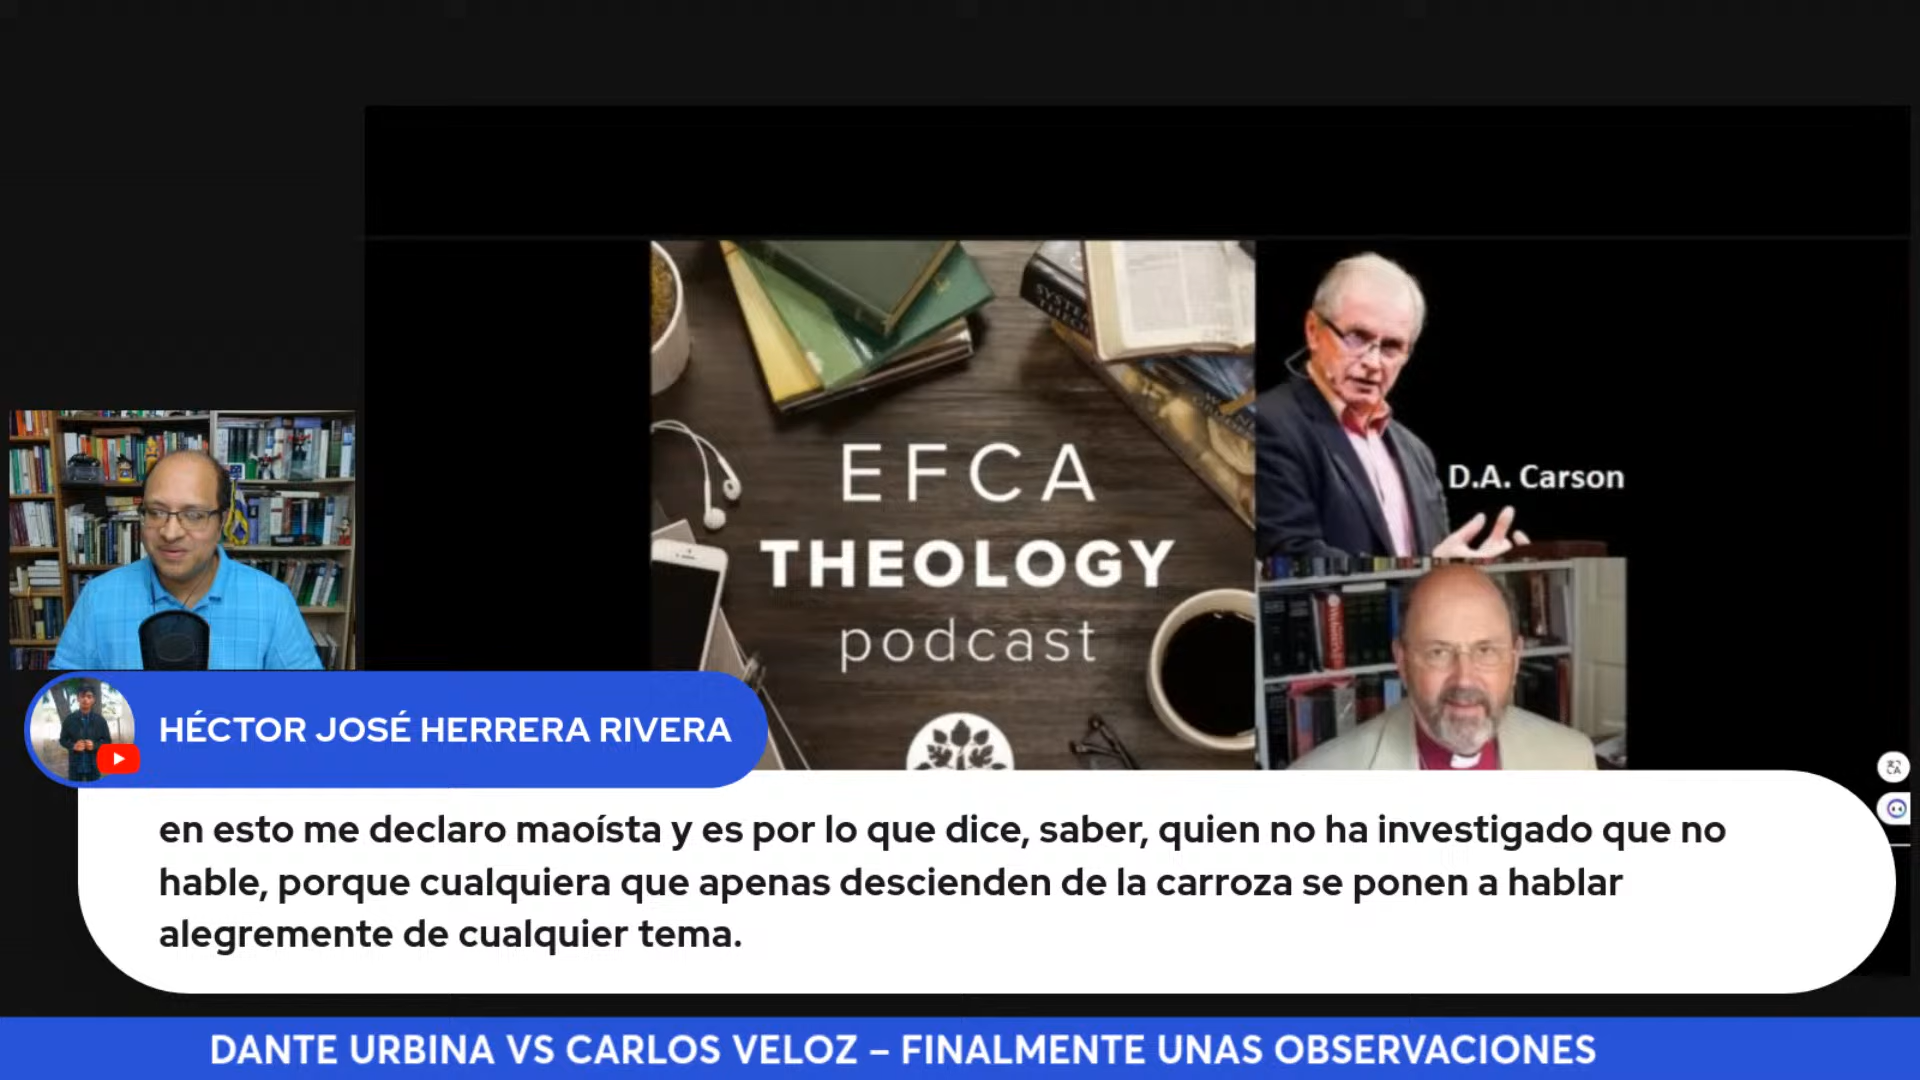 SYSTEM
THEOLO
EFCA
THEOLOGY
podcast
D.A. Carson
HÉCTOR JOSÉ HERRERA RIVERA
en esto me declaro maoísta y es por lo que dice, saber, quien no ha investigado que no
hable, porque cualquiera que apenas descienden de la carroza se ponen a hablar
alegremente de cualquier tema.
DANTE URBINA VS CARLOS VELOZ – FINALMENTE UNAS OBSERVACIONES